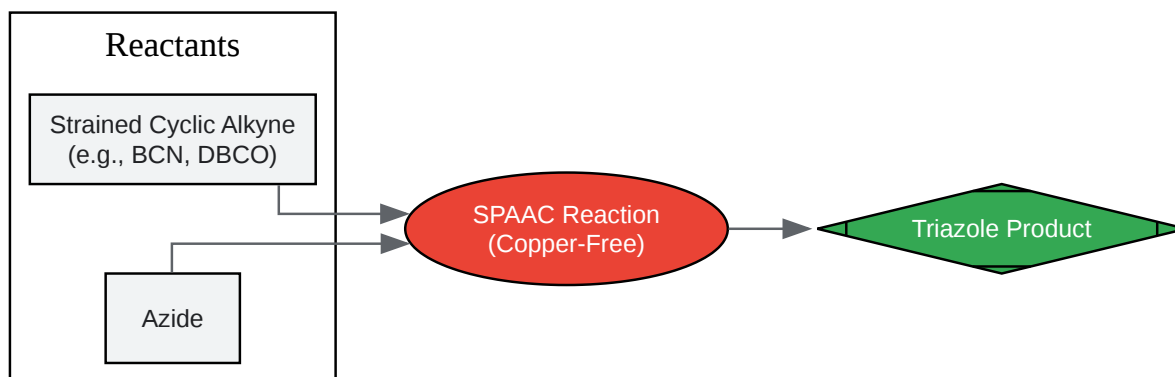 Reactants
Strained Cyclic Alkyne
(e.g., BCN, DBCO)
Azide
SPAAC Reaction
(Copper-Free)
Triazole Product